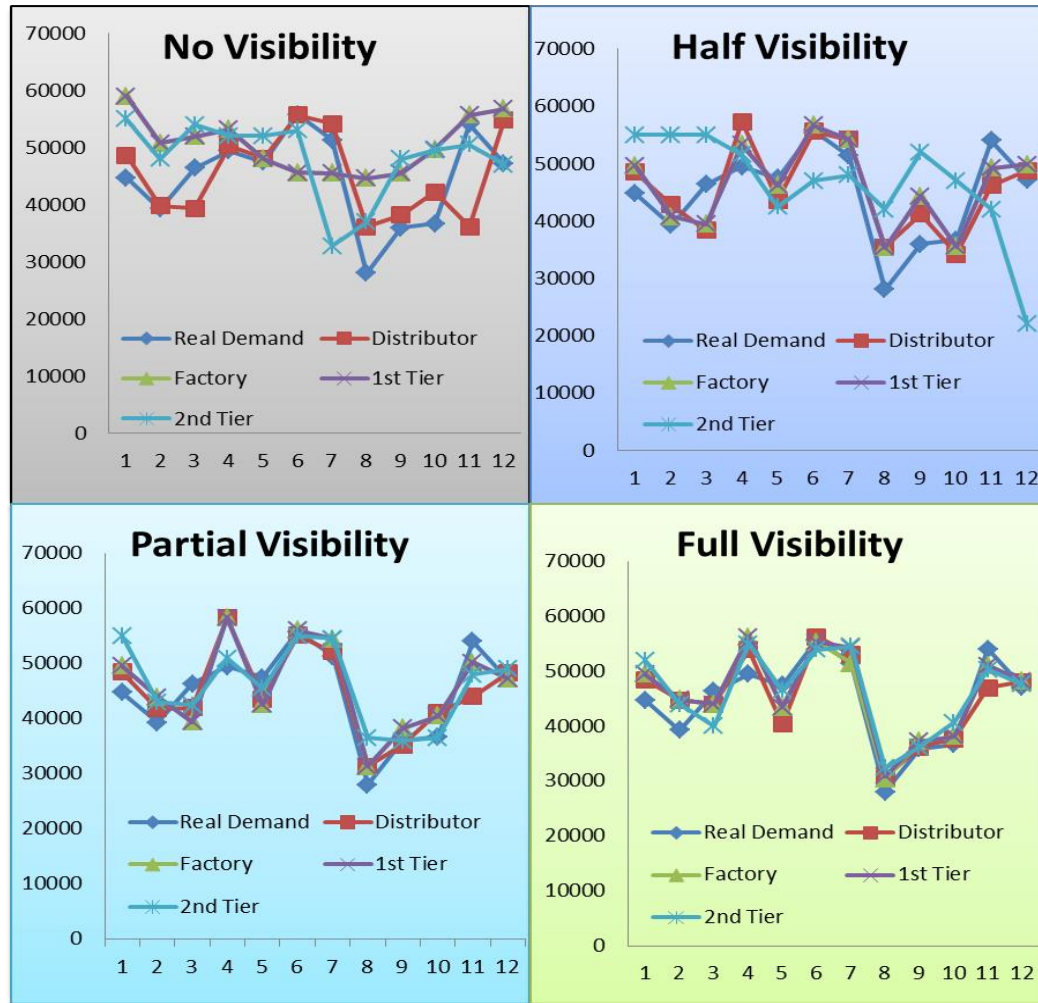 No Visibility
70000
60000
50000
40000
30000
20000
10000
0
Real Demand Distributor
Factory 1st Tier
2nd Tier
1 2 3 4 5 6 7 8 9 10 11 12
Half Visibility
70000
60000
50000
40000
30000
20000
10000
0
Real Demand Distributor
Factory 1st Tier
2nd Tier
1 2 3 4 5 6 7 8 9 10 11 12
Partial Visibility
70000
60000
50000
40000
30000
20000
10000
0
Real Demand Distributor
Factory 1st Tier
2nd Tier
1 2 3 4 5 6 7 8 9 10 11 12
Full Visibility
70000
60000
50000
40000
30000
20000
10000
0
Real Demand Distributor
Factory 1st Tier
2nd Tier
1 2 3 4 5 6 7 8 9 10 11 12